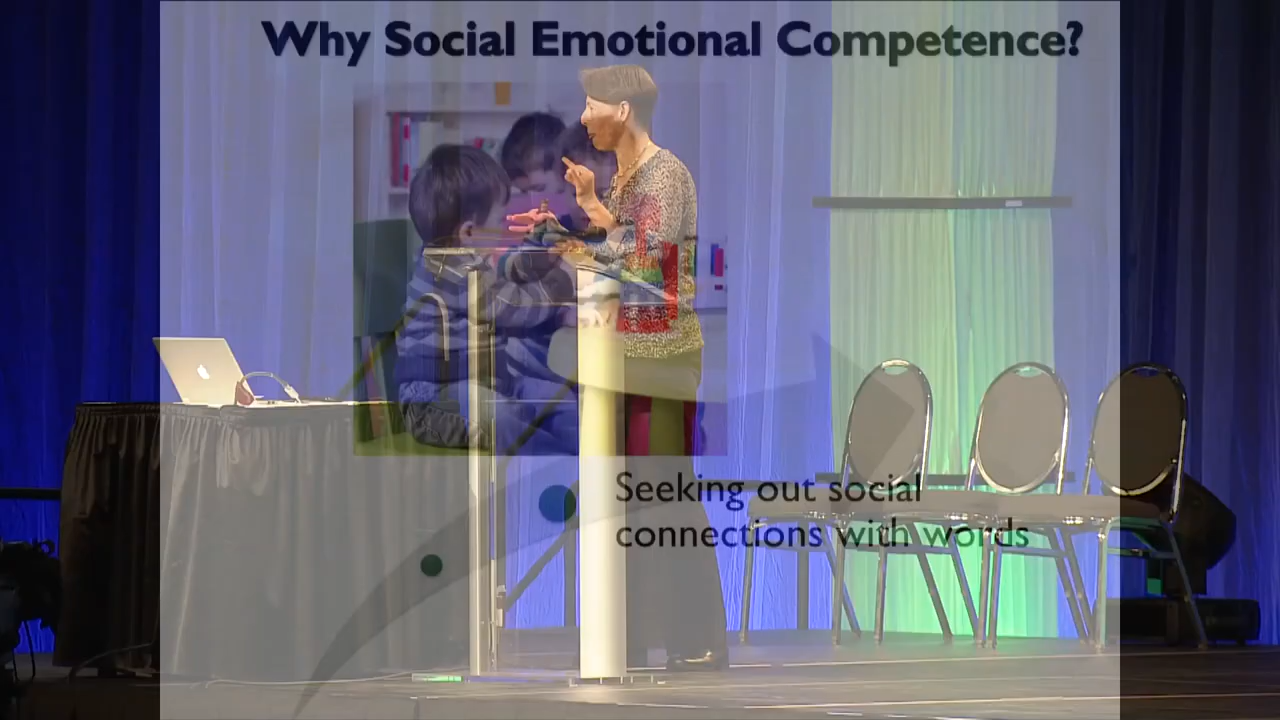 Why Social Emotional Competence?
Seeking out social
connections with words